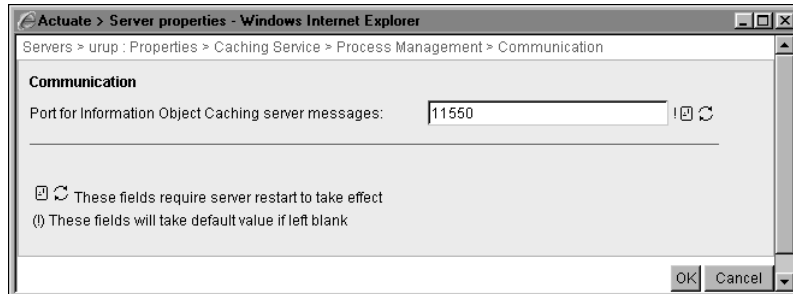 Actuate > Server properties - Windows Internet Explorer
Servers > urup : Properties > Caching Service > Process Management > Communication
Communication
Port for Information Object Caching server messages: 11550 !
These fields require server restart to take effect
(!) These fields will take default value if left blank
OK Cancel